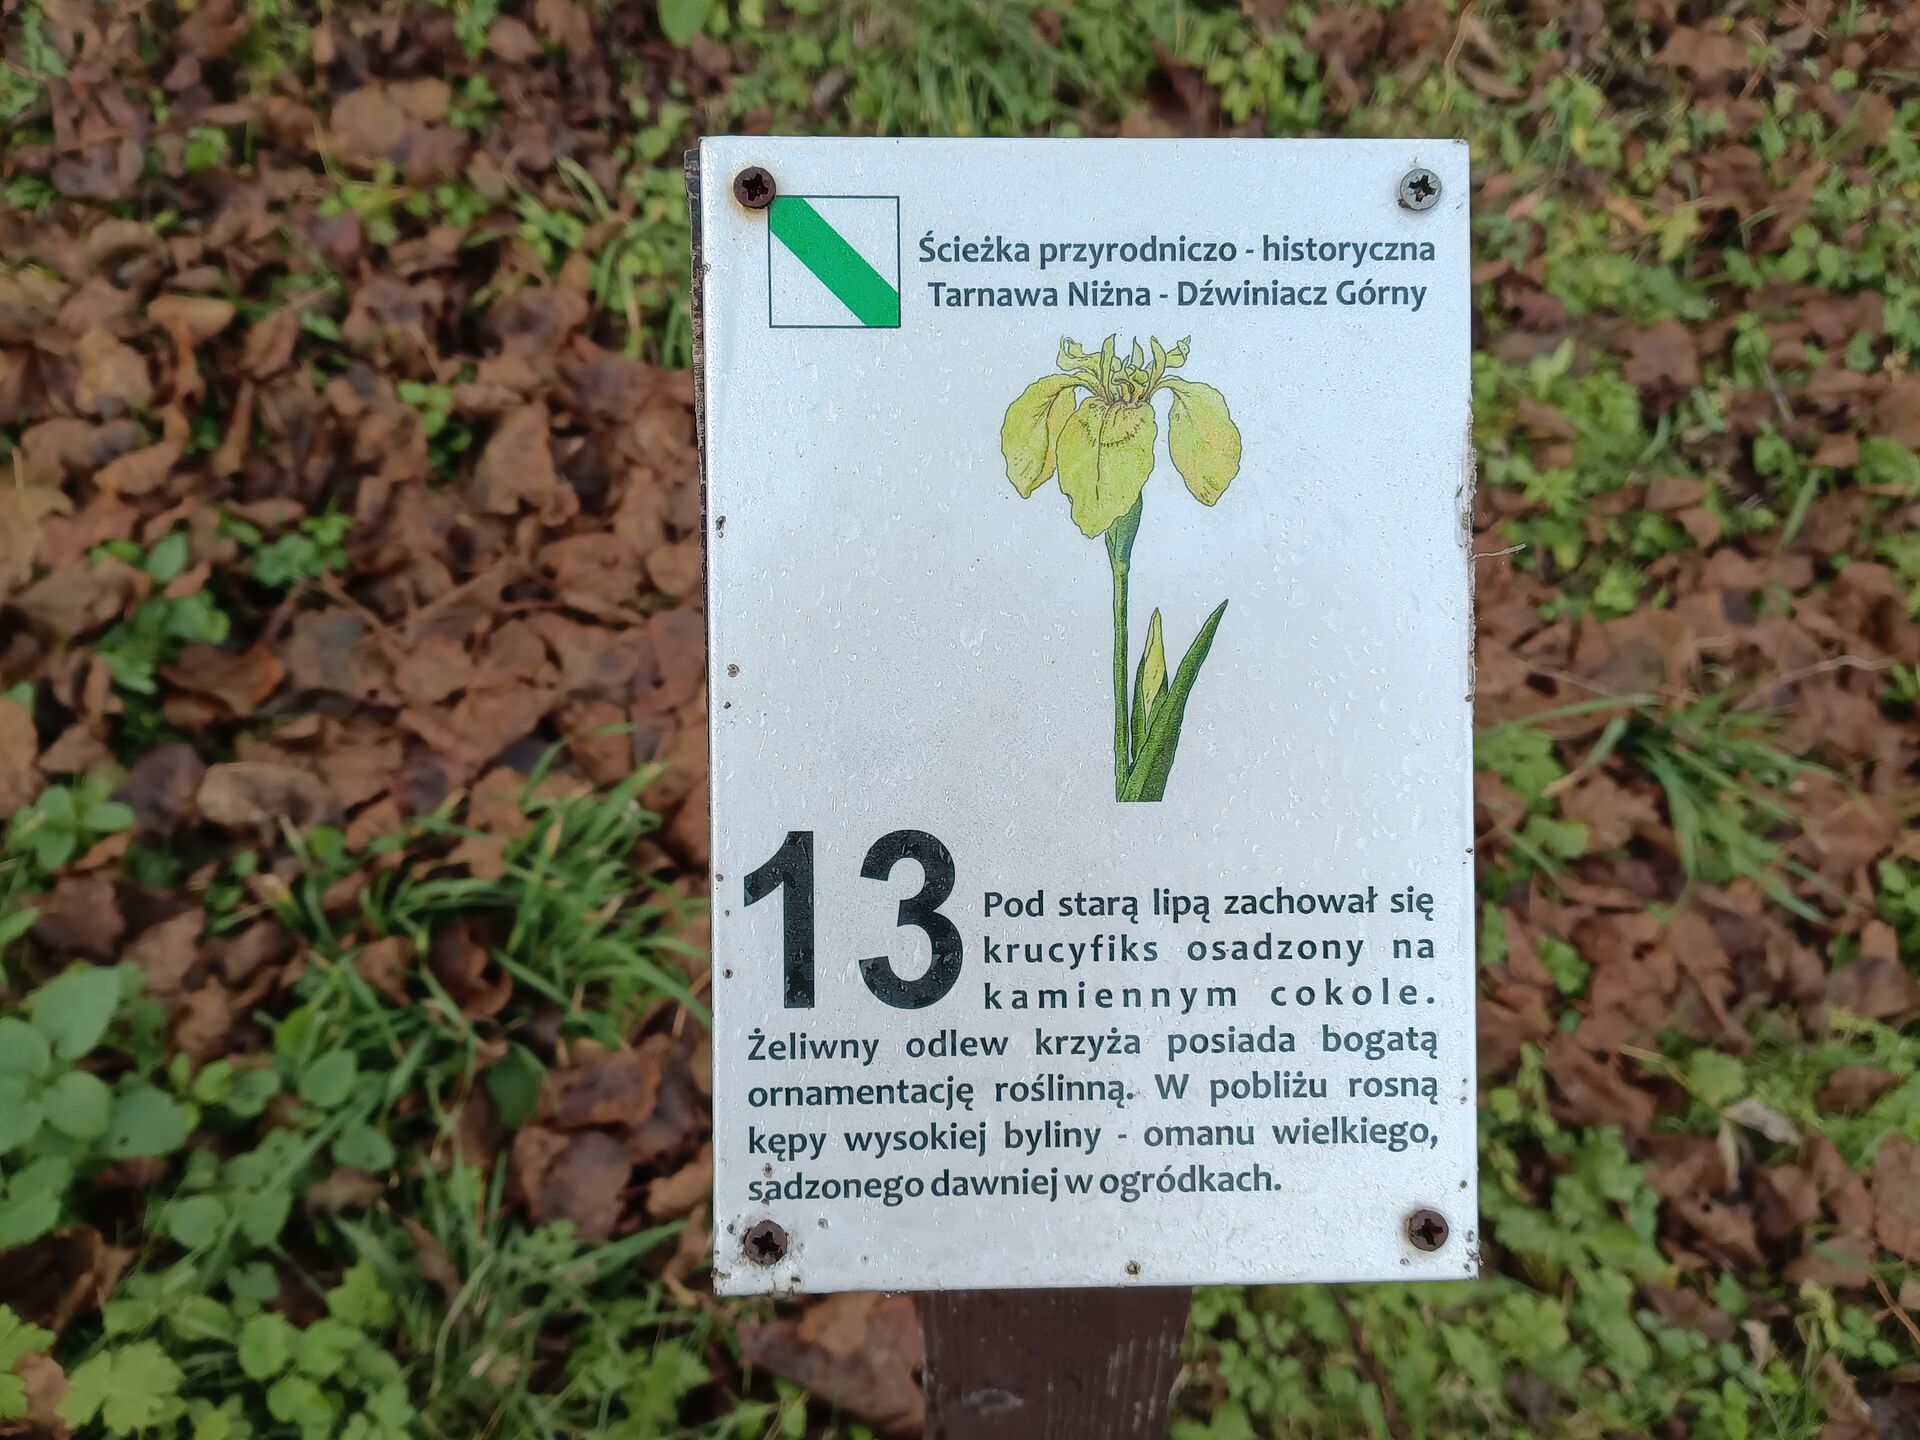 Ścieżka przyrodniczo - historyczna
Tarnawa Niżna - Dźwiniacz Górny
13
Pod starą lipą zachował się
krucyfiks osadzony na
kamiennym cokole.
Żeliwny odlew krzyża posiada bogatą
ornamentację roślinną. W pobliżu rosną
kępy wysokiej byliny - omanu wielkiego,
sadzonego dawniej w ogródkach.